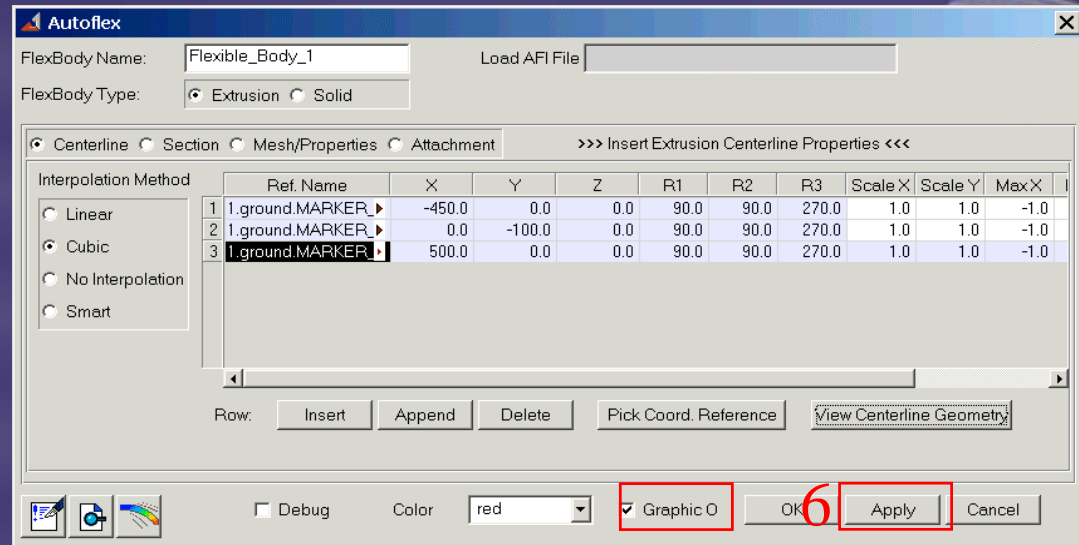 Autoflex
FlexBody Name: Flexible_Body_1 Load AFI File
FlexBody Type: Extrusion Solid
Centerline Section Mesh/Properties Attachment >>> Insert Extrusion Centerline Properties <<<
Interpolation Method
Linear
Cubic
No Interpolation
Smart
Ref. Name X Y Z R1 R2 R3 Scale X Scale Y Max X
1 1.ground.MARKER_ -450.0 0.0 0.0 90.0 90.0 270.0 1.0 1.0 -1.0
2 1.ground.MARKER_ 0.0 -100.0 0.0 90.0 90.0 270.0 1.0 1.0 -1.0
3 1.ground.MARKER_ 500.0 0.0 0.0 90.0 90.0 270.0 1.0 1.0 -1.0
Row: Insert Append Delete Pick Coord. Reference View Centerline Geometry
Debug Color red Graphic O OK 6 Apply Cancel